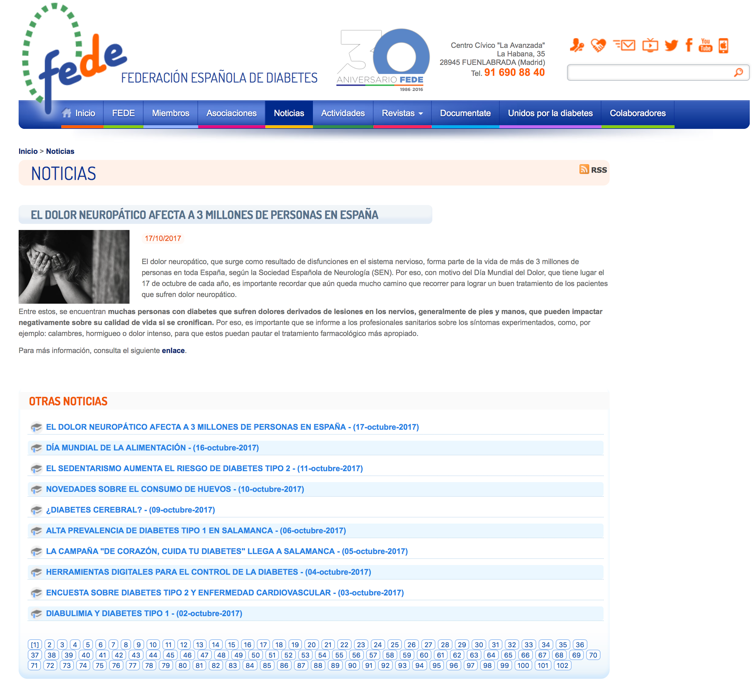 fede
FEDERACIÓN ESPAÑOLA DE DIABETES
30
ANIVERSARIO FEDE
1986-2016
Centro Cívico "La Avanzada"
La Habana, 35
28945 FUENLABRADA (Madrid)
Tel. 91 690 88 40
You
Tube
Inicio FEDE Miembros Asociaciones Noticias Actividades Revistas Documentate Unidos por la diabetes Colaboradores
Inicio > Noticias
NOTICIAS
RSS
EL DOLOR NEUROPÁTICO AFECTA A 3 MILLONES DE PERSONAS EN ESPAÑA
17/10/2017
El dolor neuropático, que surge como resultado de disfunciones en el sistema nervioso, forma parte de la vida de más de 3 millones de
personas en toda España, según la Sociedad Española de Neurología (SEN). Por eso, con motivo del Día Mundial del Dolor, que tiene lugar el
17 de octubre de cada año, es importante recordar que aún queda mucho camino que recorrer para lograr un buen tratamiento de los pacientes
que sufren dolor neuropático.
Entre estos, se encuentran muchas personas con diabetes que sufren dolores derivados de lesiones en los nervios, generalmente de pies y manos, que pueden impactar
negativamente sobre su calidad de vida si se cronifican. Por eso, es importante que se informe a los profesionales sanitarios sobre los síntomas experimentados, como, por
ejemplo: calambres, hormigueo o dolor intenso, para que estos puedan pautar el tratamiento farmacológico más apropiado.
Para más información, consulta el siguiente enlace.
OTRAS NOTICIAS
EL DOLOR NEUROPÁTICO AFECTA A 3 MILLONES DE PERSONAS EN ESPAÑA - (17-octubre-2017)
DÍA MUNDIAL DE LA ALIMENTACIÓN - (16-octubre-2017)
EL SEDENTARISMO AUMENTA EL RIESGO DE DIABETES TIPO 2 - (11-octubre-2017)
NOVEDADES SOBRE EL CONSUMO DE HUEVOS - (10-octubre-2017)
¿DIABETES CEREBRAL? - (09-octubre-2017)
ALTA PREVALENCIA DE DIABETES TIPO 1 EN SALAMANCA - (06-octubre-2017)
LA CAMPAÑA "DE CORAZÓN, CUIDA TU DIABETES" LLEGA A SALAMANCA - (05-octubre-2017)
HERRAMIENTAS DIGITALES PARA EL CONTROL DE LA DIABETES - (04-octubre-2017)
ENCUESTA SOBRE DIABETES TIPO 2 Y ENFERMEDAD CARDIOVASCULAR - (03-octubre-2017)
DIABULIMIA Y DIABETES TIPO 1 - (02-octubre-2017)
[1] 2 3 4 5 6 7 8 9 10 11 12 13 14 15 16 17 18 19 20 21 22 23 24 25 26 27 28 29 30 31 32 33 34 35 36
37 38 39 40 41 42 43 44 45 46 47 48 49 50 51 52 53 54 55 56 57 58 59 60 61 62 63 64 65 66 67 68 69 70
71 72 73 74 75 76 77 78 79 80 81 82 83 84 85 86 87 88 89 90 91 92 93 94 95 96 97 98 99 100 101 102